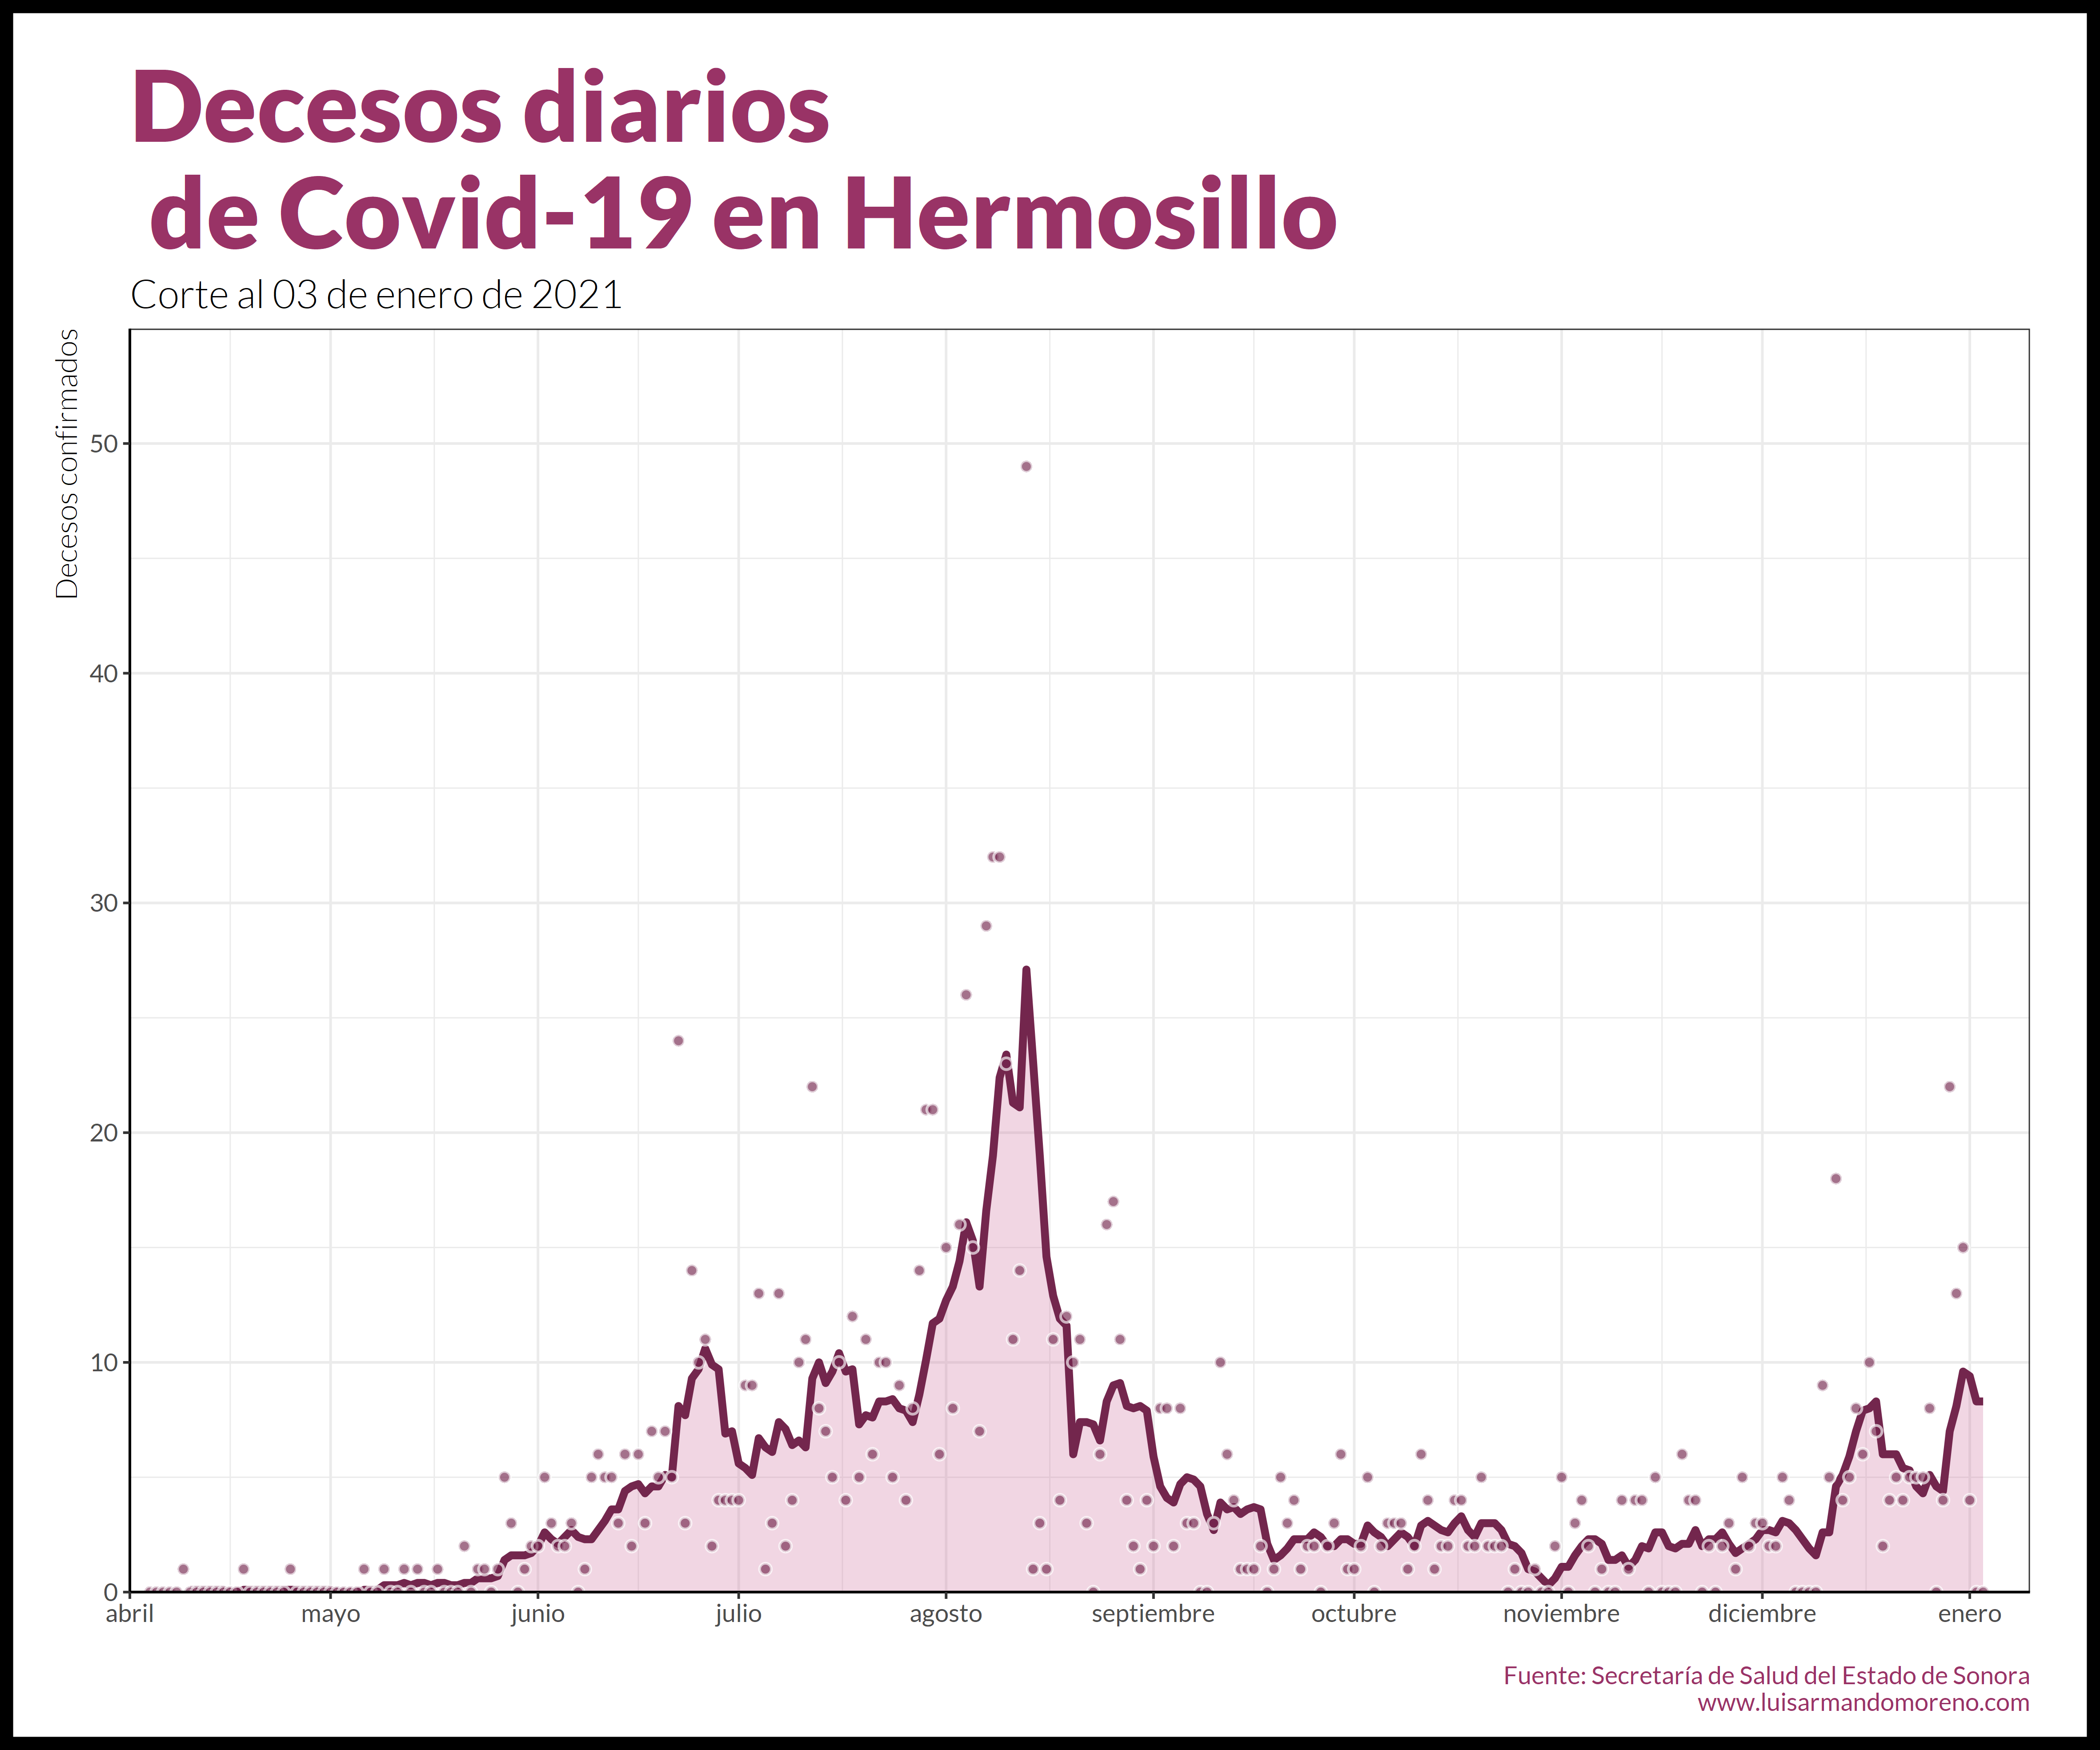 Decesos diarios
de Covid-19 en Hermosillo
Corte al 03 de enero de 2021
Decesos confirmados
50
40
30
20
10
0
abril mayo junio julio agosto septiembre octubre noviembre diciembre enero
Fuente: Secretaría de Salud del Estado de Sonora
www.luisarmandomoreno.com